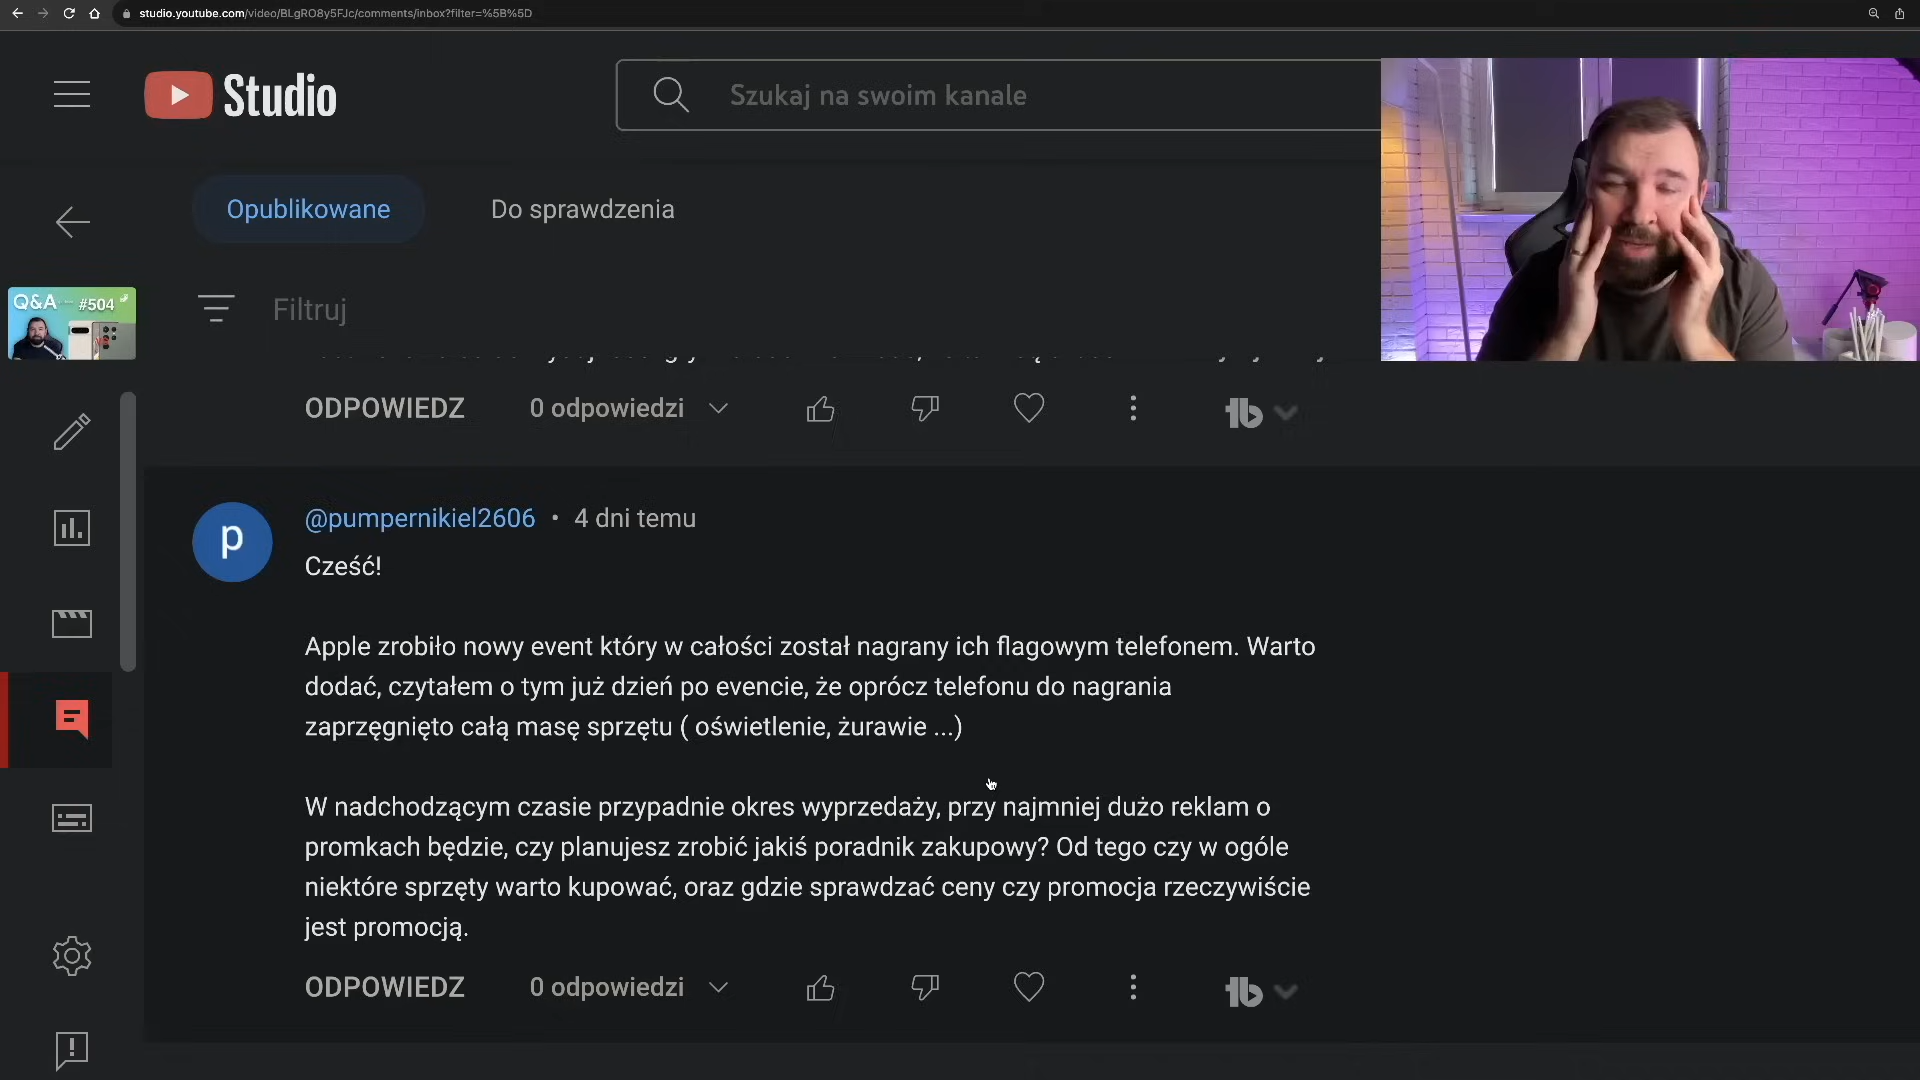 studio.youtube.com/video/BLgRO8y5FJc/comments/inbox?filter=%5B%5D
Studio
Szukaj na swoim kanale
Opublikowane
Do sprawdzenia
Q&A
#504
Filtruj
ODPOWIEDZ
0 odpowiedzi
@pumpernikiel2606 • 4 dni temu
p
Cześć!
Apple zrobiło nowy event który w całości został nagrany ich flagowym telefonem. Warto
dodać, czytałem o tym już dzień po evencie, że oprócz telefonu do nagrania
zaprzęgnięto całą masę sprzętu ( oświetlenie, żurawie ...)
W nadchodzącym czasie przypadnie okres wyprzedaży, przy najmniej dużo reklam o
promkach będzie, czy planujesz zrobić jakiś poradnik zakupowy? Od tego czy w ogóle
niektóre sprzęty warto kupować, oraz gdzie sprawdzać ceny czy promocja rzeczywiście
jest promocją.
ODPOWIEDZ
0 odpowiedzi